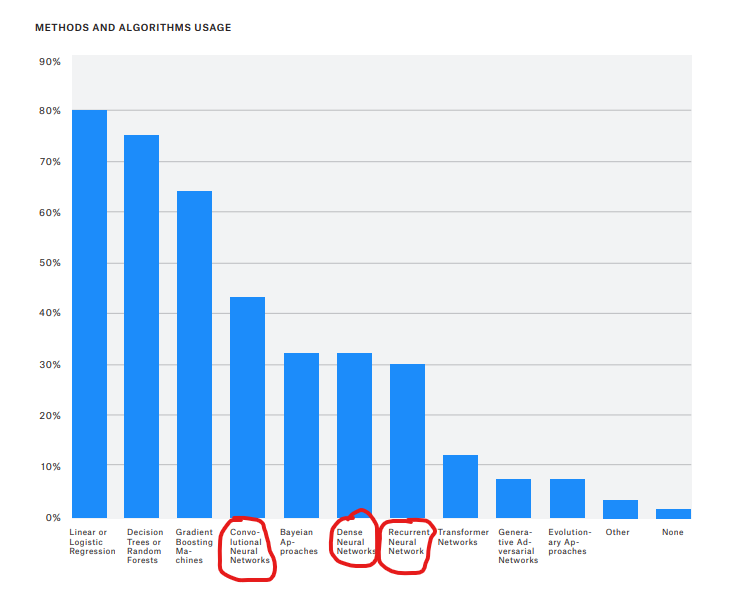 METHODS AND ALGORITHMS USAGE
90%
80%
70%
60%
50%
40%
30%
20%
10%
0%
Linear or
Logistic
Regression
Decision
Trees or
Random
Forests
Gradient
Boosting
Ma-
chines
Convo-
lutional
Neural
Networks
Bayeian
Ap-
proaches
Dense
Neural
Networks
Recurrent
Neural
Network
Transformer
Networks
Genera-
tive Ad-
versarial
Networks
Evolution-
ary Ap-
proaches
Other
None